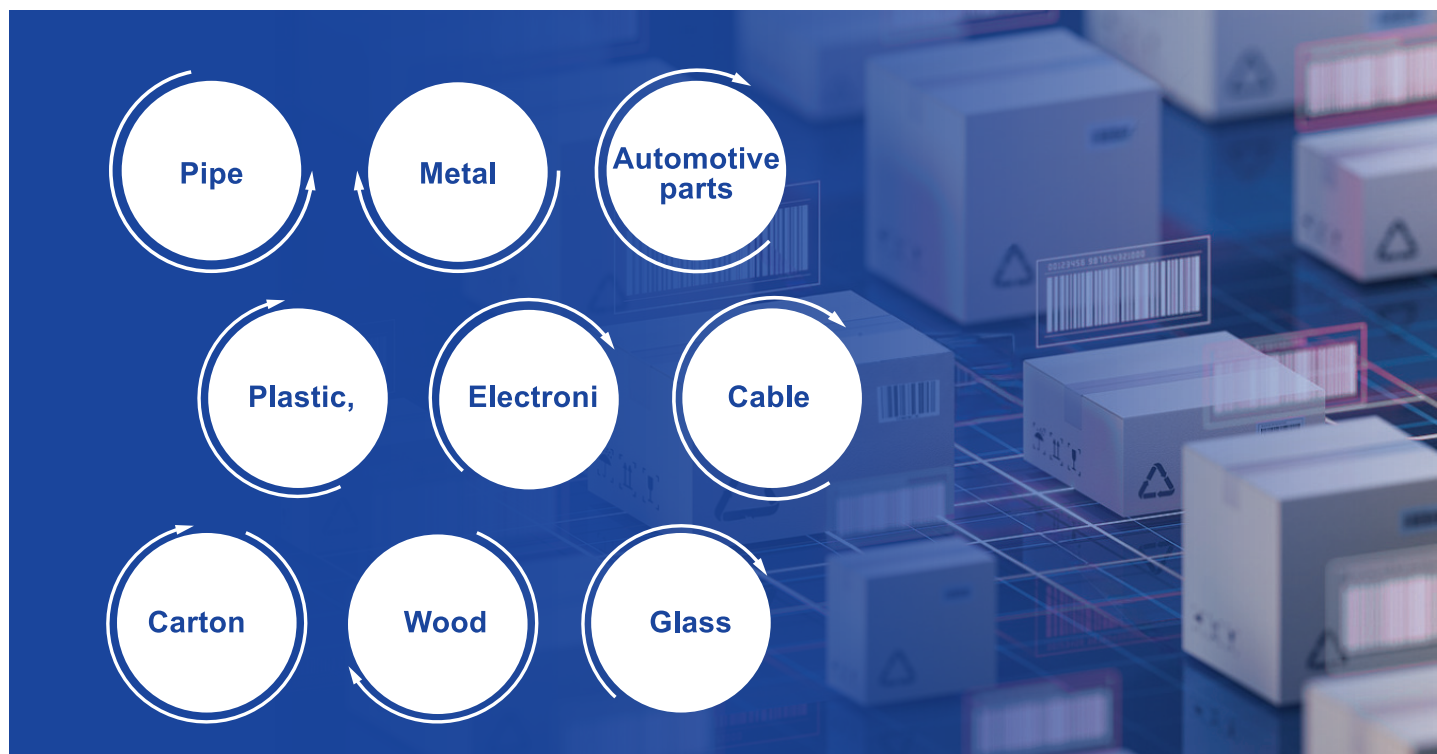 Pipe
Metal
Automotive
parts
Plastic,
Electroni
Cable
Carton
Wood
Glass